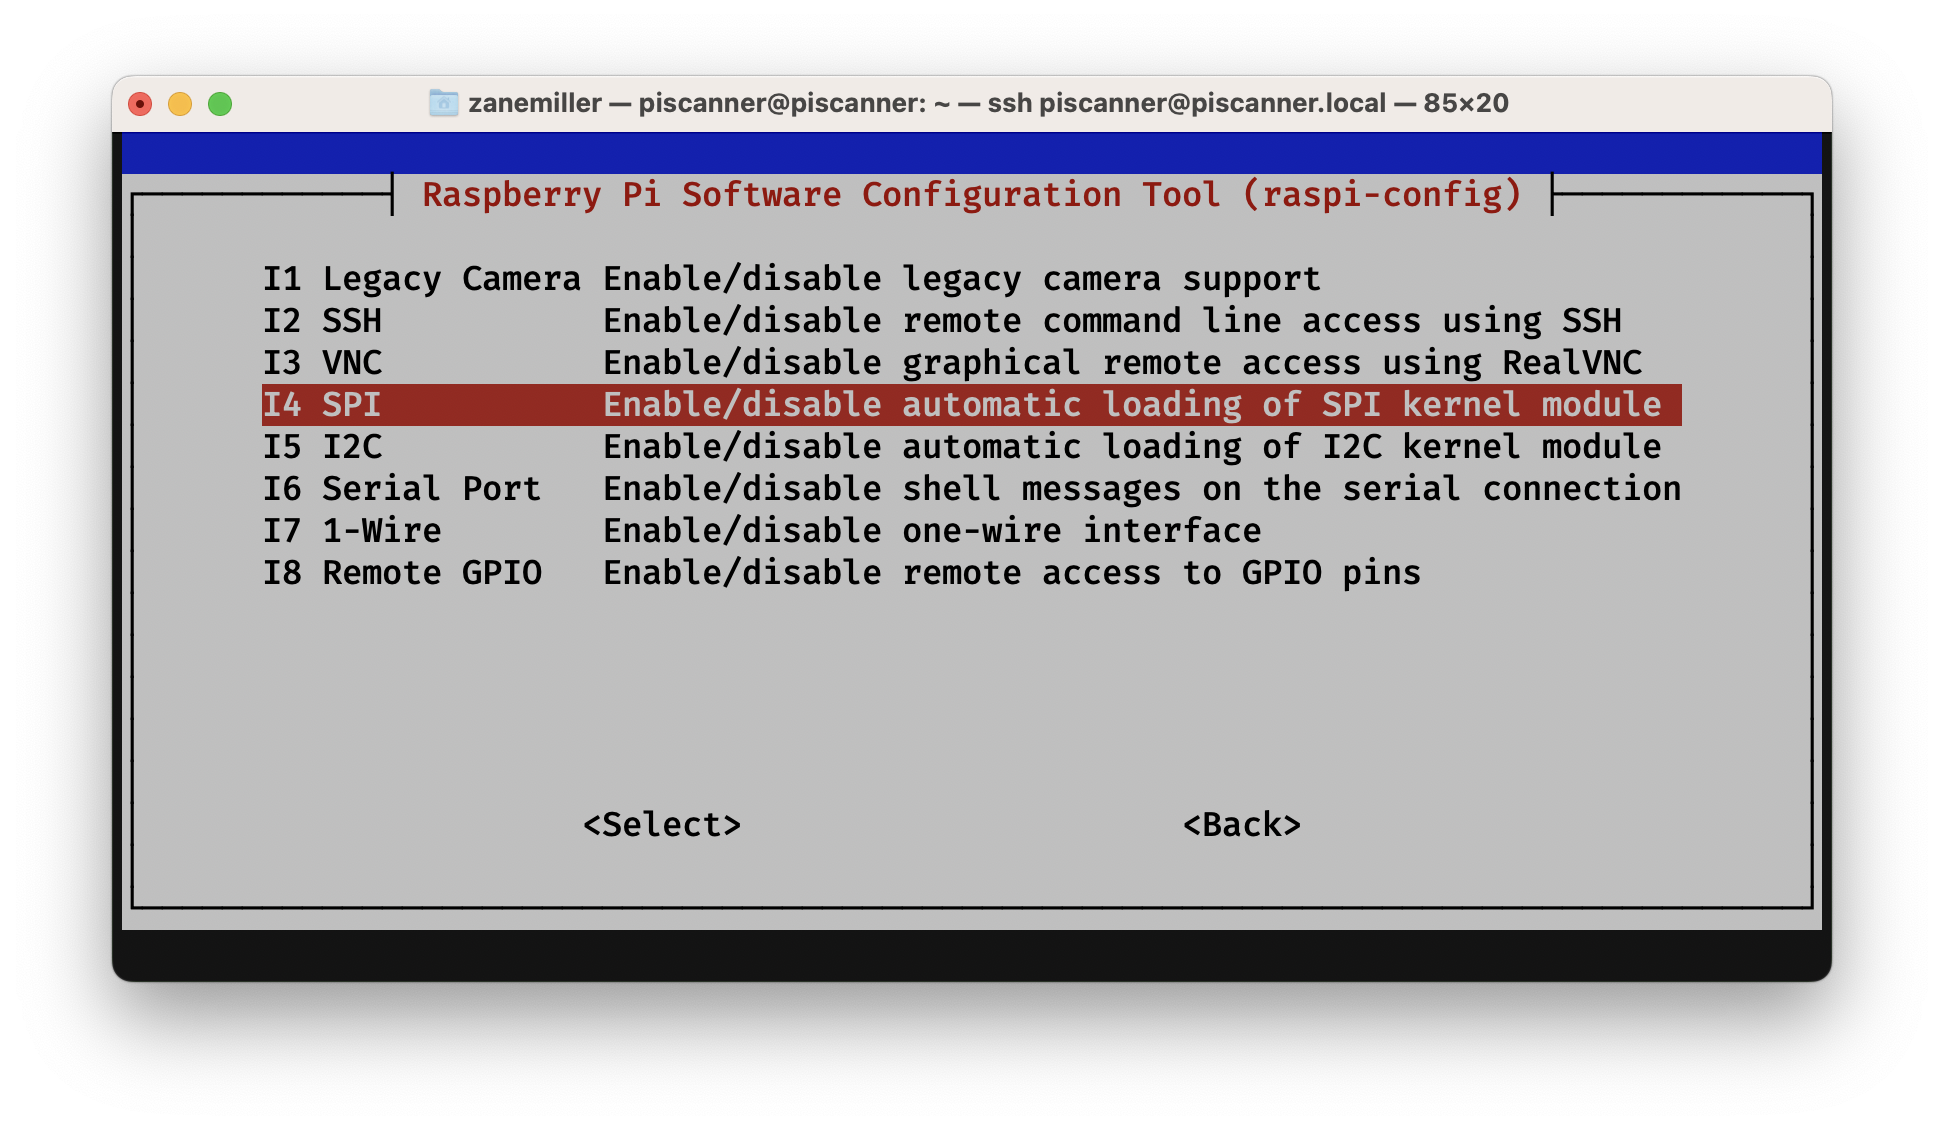 zanemiller — piscanner@piscanner: ~ — ssh piscanner@piscanner.local — 85×20
Raspberry Pi Software Configuration Tool (raspi-config)
I1 Legacy Camera Enable/disable legacy camera support
I2 SSH           Enable/disable remote command line access using SSH
I3 VNC           Enable/disable graphical remote access using RealVNC
I4 SPI           Enable/disable automatic loading of SPI kernel module
I5 I2C           Enable/disable automatic loading of I2C kernel module
I6 Serial Port   Enable/disable shell messages on the serial connection
I7 1-Wire        Enable/disable one-wire interface
I8 Remote GPIO   Enable/disable remote access to GPIO pins
<Select> <Back>